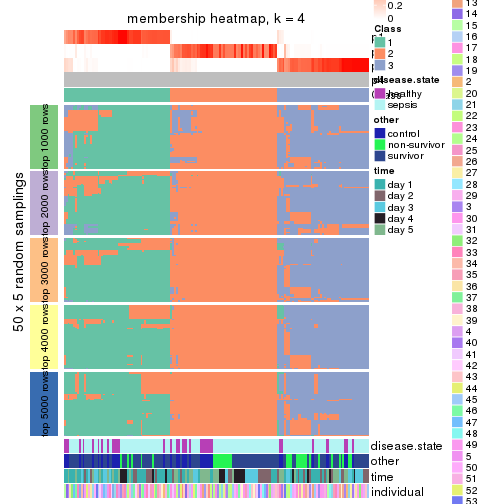 membership heatmap, k = 4
0.2
0
Class
1
2
3
disease.state
healthy
sepsis
other
control
non-survivor
survivor
time
day 1
day 2
day 3
day 4
day 5
50 x 5 random samplings
top 1000 rows
top 2000 rows
top 3000 rows
top 4000 rows
top 5000 rows
disease.state
other
time
individual
13
14
15
16
17
18
19
2
20
21
22
23
24
25
26
27
28
29
3
30
31
32
33
34
35
36
37
38
39
4
40
41
42
43
44
45
46
47
48
49
5
50
51
52
53